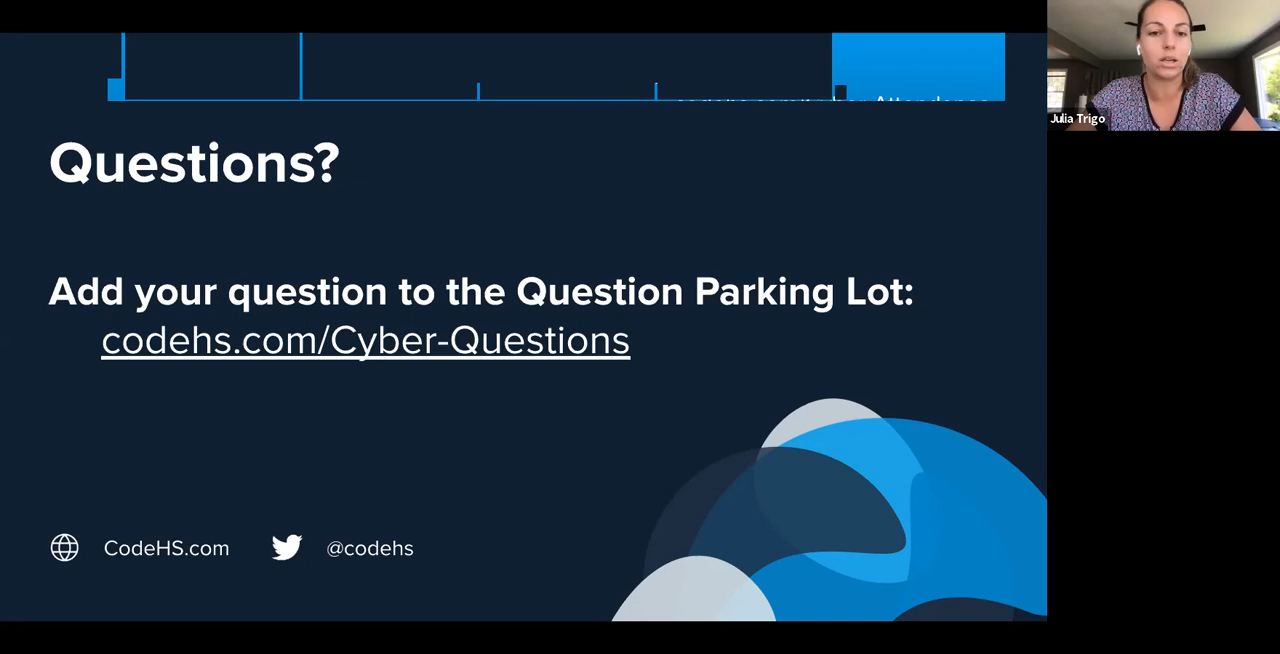 Julia Trigo
Questions?
Add your question to the Question Parking Lot:
codehs.com/Cyber-Questions
CodeHS.com
@codehs